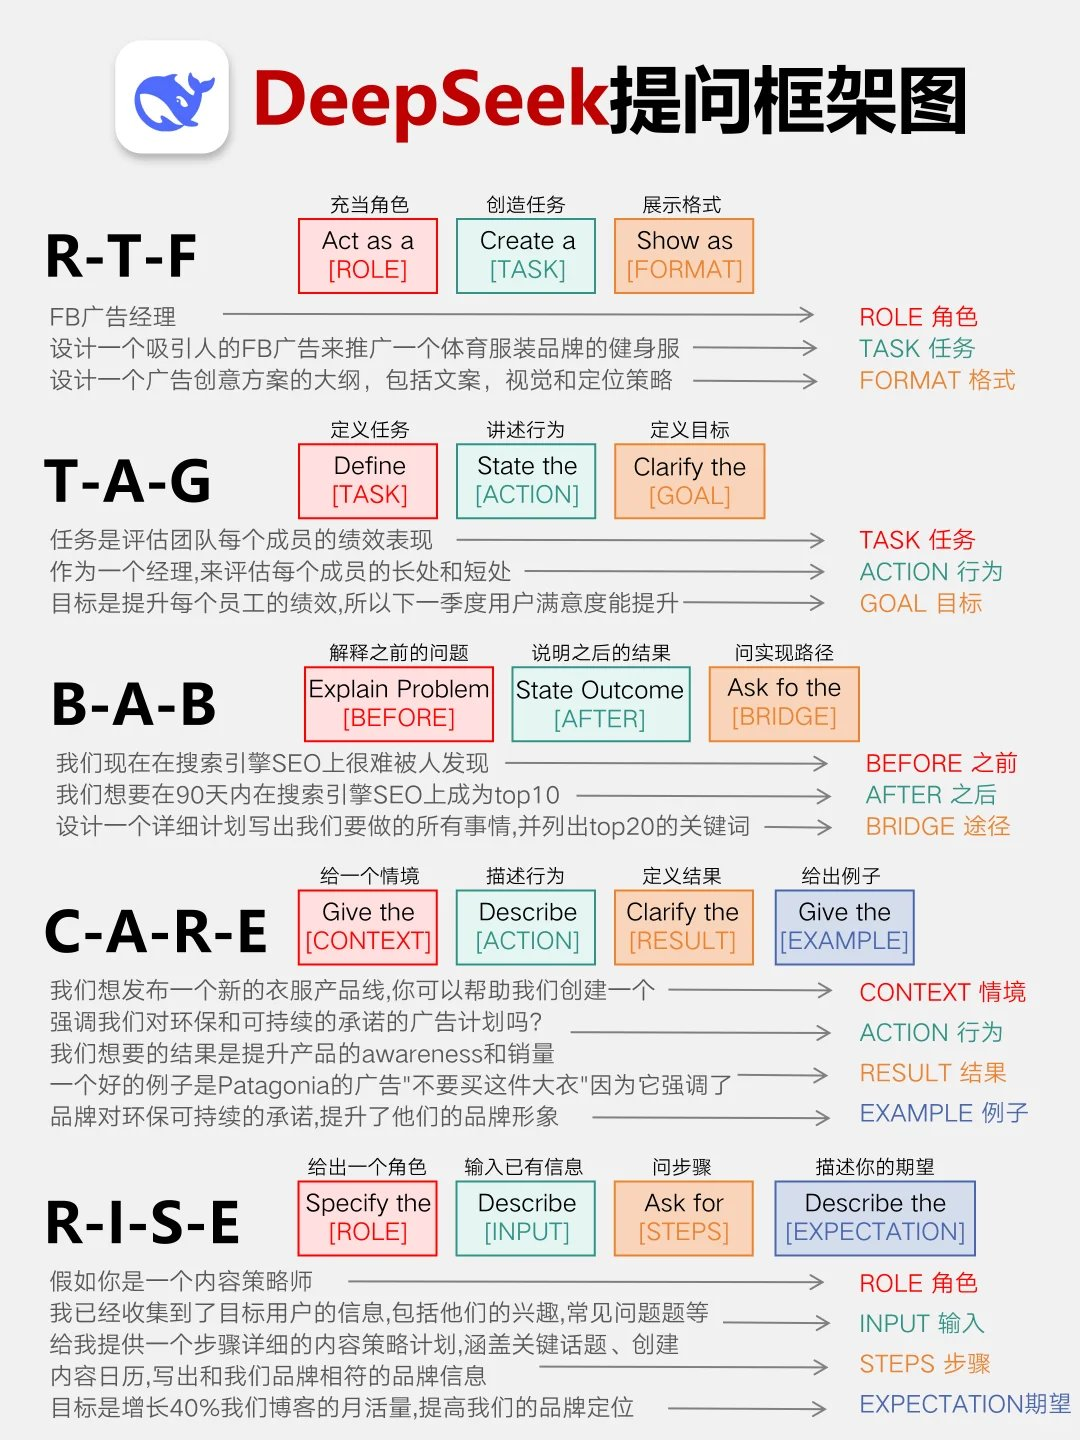 DeepSeek提问框架图
充当角色 创造任务 展示格式
R-T-F
Act as a [ROLE]
Create a [TASK]
Show as [FORMAT]
FB广告经理 ROLE 角色
设计一个吸引人的FB广告来推广一个体育服装品牌的健身服 TASK 任务
设计一个广告创意方案的大纲，包括文案，视觉和定位策略 FORMAT 格式
定义任务 讲述行为 定义目标
T-A-G
Define [TASK]
State the [ACTION]
Clarify the [GOAL]
任务是评估团队每个成员的绩效表现 TASK 任务
作为一个经理,来评估每个成员的长处和短处 ACTION 行为
目标是提升每个员工的绩效,所以下一季度用户满意度能提升 GOAL 目标
解释之前的问题 说明之后的结果 问实现路径
B-A-B
Explain Problem [BEFORE]
State Outcome [AFTER]
Ask fo the [BRIDGE]
我们现在在搜索引擎SEO上很难被人发现 BEFORE 之前
我们想要在90天内在搜索引擎SEO上成为top10 AFTER 之后
设计一个详细计划写出我们要做的所有事情,并列出top20的关键词 BRIDGE 途径
给一个情境 描述行为 定义结果 给出例子
C-A-R-E
Give the [CONTEXT]
Describe [ACTION]
Clarify the [RESULT]
Give the [EXAMPLE]
我们想发布一个新的衣服产品线,你可以帮助我们创建一个 CONTEXT 情境
强调我们对环保和可持续的承诺的广告计划吗? ACTION 行为
我们想要的结果是提升产品的awareness和销量
一个好的例子是Patagonia的广告"不要买这件大衣"因为它强调了 RESULT 结果
品牌对环保可持续的承诺,提升了他们的品牌形象 EXAMPLE 例子
给出一个角色 输入已有信息 问步骤 描述你的期望
R-I-S-E
Specify the [ROLE]
Describe [INPUT]
Ask for [STEPS]
Describe the [EXPECTATION]
假如你是一个内容策略师 ROLE 角色
我已经收集到了目标用户的信息,包括他们的兴趣,常见问题题等 INPUT 输入
给我提供一个步骤详细的内容策略计划,涵盖关键话题、创建
内容日历,写出和我们品牌相符的品牌信息 STEPS 步骤
目标是增长40%我们博客的月活量,提高我们的品牌定位 EXPECTATION期望